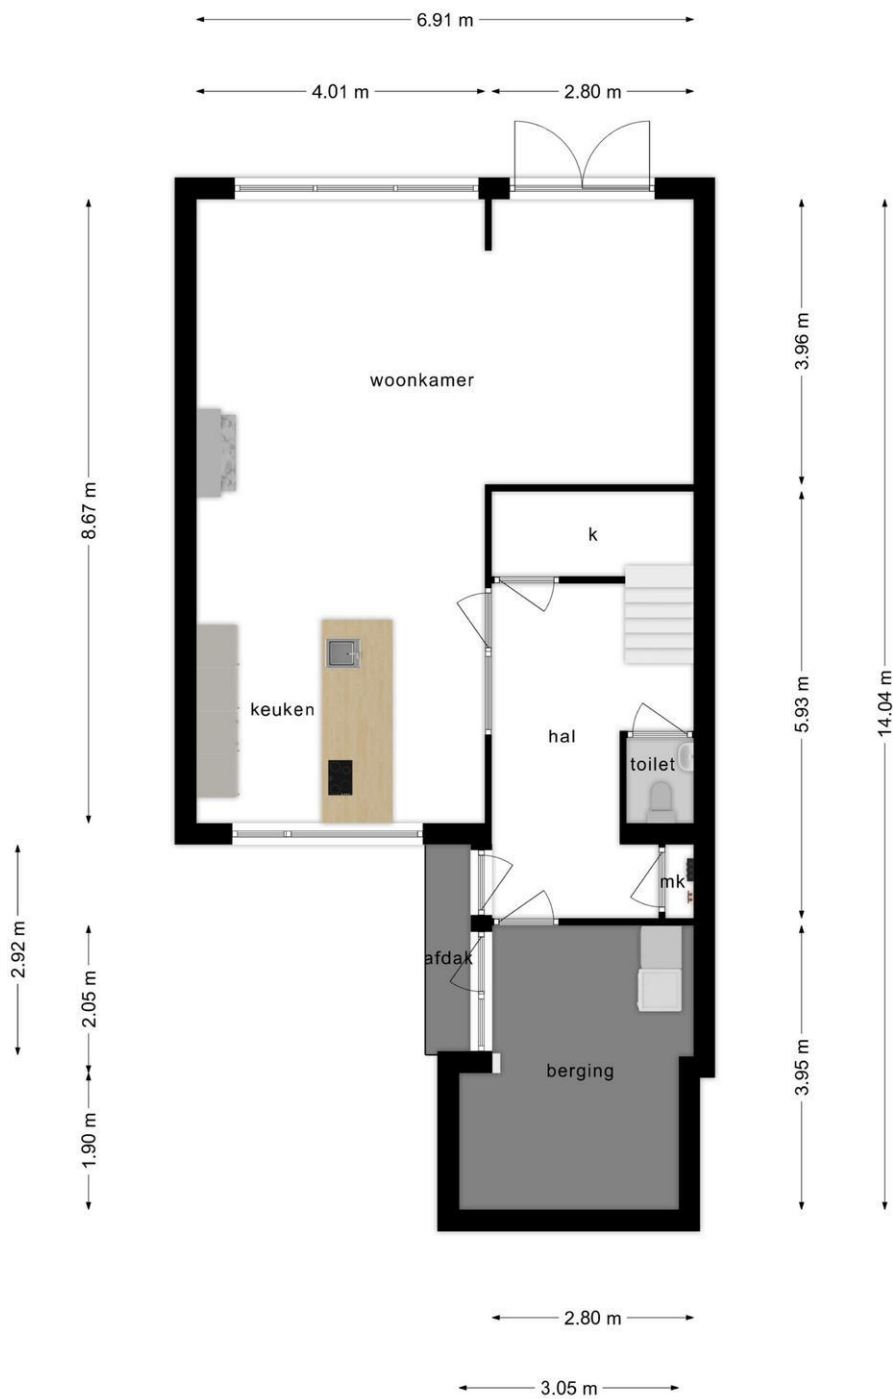 6.91 m
4.01 m
2.80 m
3.96 m
woonkamer
8.67 m
k
5.93 m
14.04 m
keuken
hal
toilet
mk
2.92 m
afdak
2.05 m
berging
3.95 m
1.90 m
2.80 m
3.05 m